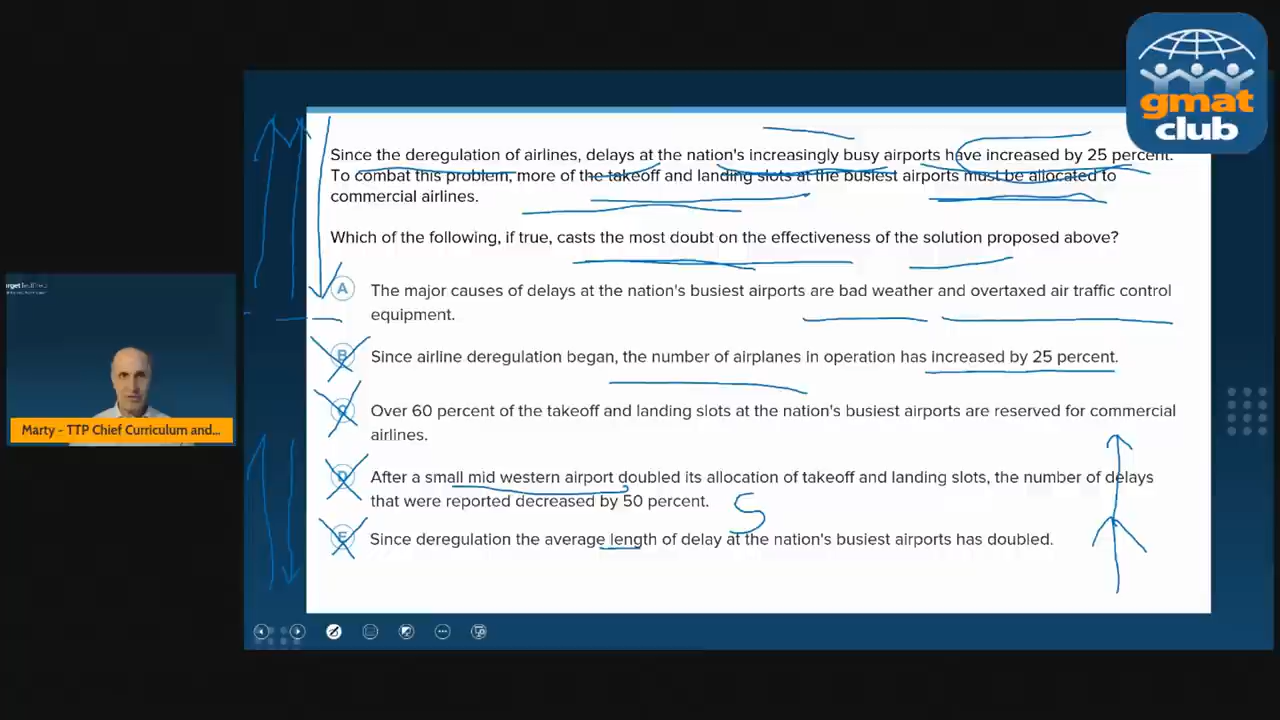 gmat
club
Since the deregulation of airlines, delays at the nation's increasingly busy airports have increased by 25 percent.
To combat this problem, more of the takeoff and landing slots at the busiest airports must be allocated to
commercial airlines.
Which of the following, if true, casts the most doubt on the effectiveness of the solution proposed above?
A The major causes of delays at the nation's busiest airports are bad weather and overtaxed air traffic control
equipment.
B Since airline deregulation began, the number of airplanes in operation has increased by 25 percent.
C Over 60 percent of the takeoff and landing slots at the nation's busiest airports are reserved for commercial
airlines.
D After a small mid western airport doubled its allocation of takeoff and landing slots, the number of delays
that were reported decreased by 50 percent.
S
E Since deregulation the average length of delay at the nation's busiest airports has doubled.
Marty - TTP Chief Curriculum and...